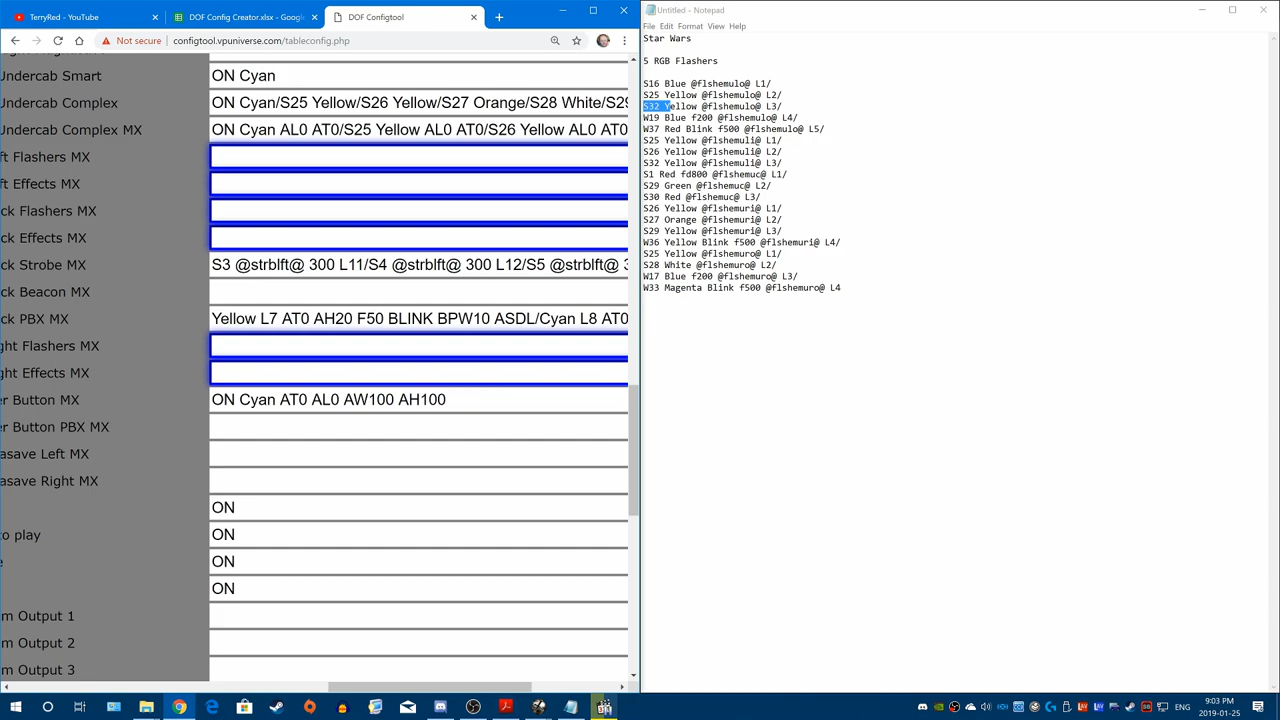 TerryRed
DOF Config Creator.xlsx - Google
DOF Configtool
Not secure
configtool.vpuniverse.com/tableconfig.php
Undercab Smart
ON Cyan
Undercab Complex
ON Cyan/S25 Yellow/S26 Yellow/S27 Orange/S28 White/S29
Undercab Complex MX
ON Cyan AL0 AT0/S25 Yellow AL0 AT0/S26 Yellow AL0 AT0
ft Flashers MX
ft Effects MX
ck Flashers MX
ck Effects MX
ck Strobe MX
S3 @strblft@ 300 L11/S4 @strblft@ 300 L12/S5 @strblft@ 3
ck Beacon MX
ck PBX MX
Yellow L7 AT0 AH20 F50 BLINK BPW10 ASDL/Cyan L8 AT0
ght Flashers MX
ght Effects MX
er Button MX
ON Cyan AT0 AL0 AW100 AH100
er Button PBX MX
asave Left MX
asave Right MX
ON
to play
ON
e
ON
ON
m Output 1
m Output 2
m Output 3
Untitled - Notepad
File Edit Format View Help
Star Wars
5 RGB Flashers
S16 Blue @flshemulo@ L1/
S25 Yellow @flshemulo@ L2/
S32 Yellow @flshemulo@ L3/
W19 Blue f200 @flshemulo@ L4/
W37 Red Blink f500 @flshemulo@ L5/
S25 Yellow @flshemuli@ L1/
S26 Yellow @flshemuli@ L2/
S32 Yellow @flshemuli@ L3/
S1 Red fd800 @flshemuc@ L1/
S29 Green @flshemuc@ L2/
S30 Red @flshemuc@ L3/
S26 Yellow @flshemuri@ L1/
S27 Orange @flshemuri@ L2/
S29 Yellow @flshemuri@ L3/
W36 Yellow Blink f500 @flshemuri@ L4/
S25 Yellow @flshemuro@ L1/
S28 White @flshemuro@ L2/
W17 Blue f200 @flshemuro@ L3/
W33 Magenta Blink f500 @flshemuro@ L4
ENG
9:03 PM
2019-01-25